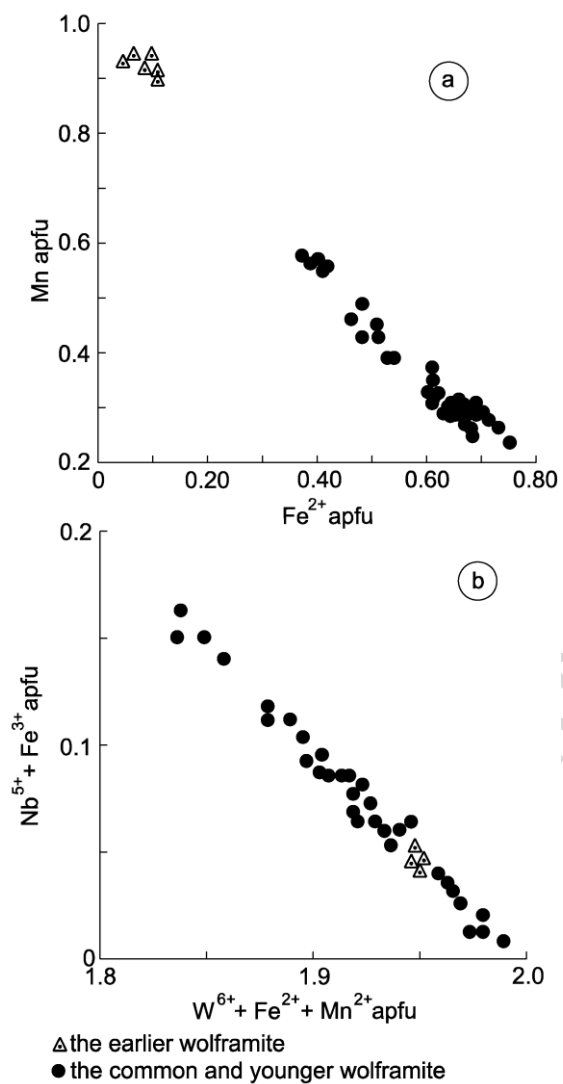 1.0
a
0.8
Mn apfu
0.6
0.4
0.2
0 0.20 0.40 0.60 0.80
Fe²⁺ apfu
0.2
b
Nb⁵⁺ + Fe³⁺ apfu
0.1
0
1.8 1.9 2.0
W⁶⁺ + Fe²⁺ + Mn²⁺ apfu
the earlier wolframite
the common and younger wolframite